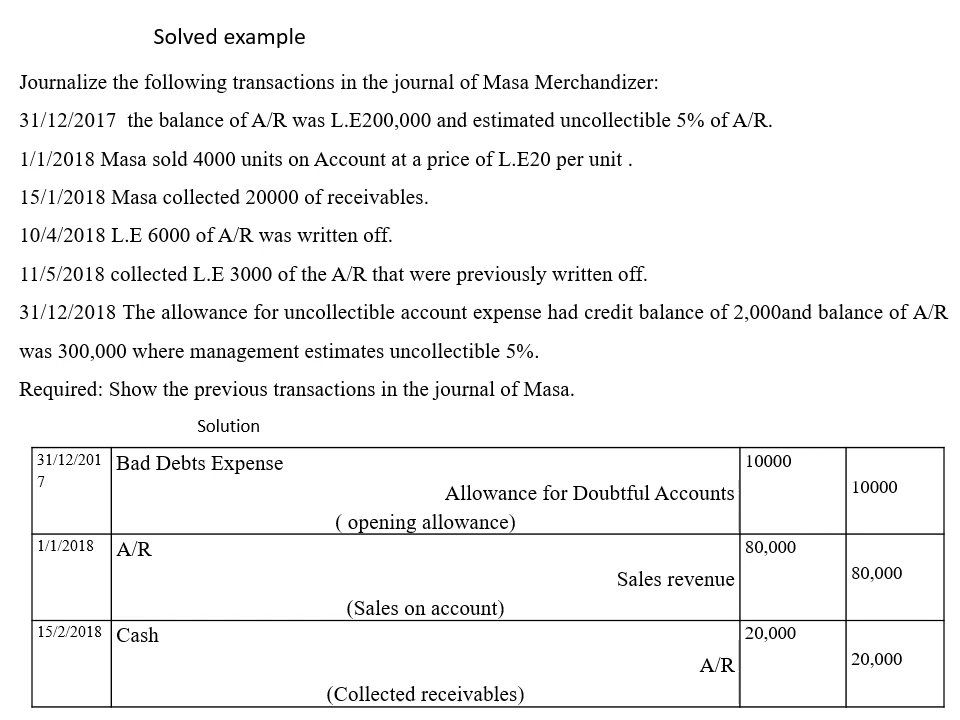 Solved example
Journalize the following transactions in the journal of Masa Merchandizer:
31/12/2017 the balance of A/R was L.E200,000 and estimated uncollectible 5% of A/R.
1/1/2018 Masa sold 4000 units on Account at a price of L.E20 per unit .
15/1/2018 Masa collected 20000 of receivables.
10/4/2018 L.E 6000 of A/R was written off.
11/5/2018 collected L.E 3000 of the A/R that were previously written off.
31/12/2018 The allowance for uncollectible account expense had credit balance of 2,000and balance of A/R
was 300,000 where management estimates uncollectible 5%.
Required: Show the previous transactions in the journal of Masa.
Solution
31/12/201 Bad Debts Expense 10000
7
Allowance for Doubtful Accounts 10000
( opening allowance)
1/1/2018 A/R 80,000
Sales revenue 80,000
(Sales on account)
15/2/2018 Cash 20,000
A/R 20,000
(Collected receivables)